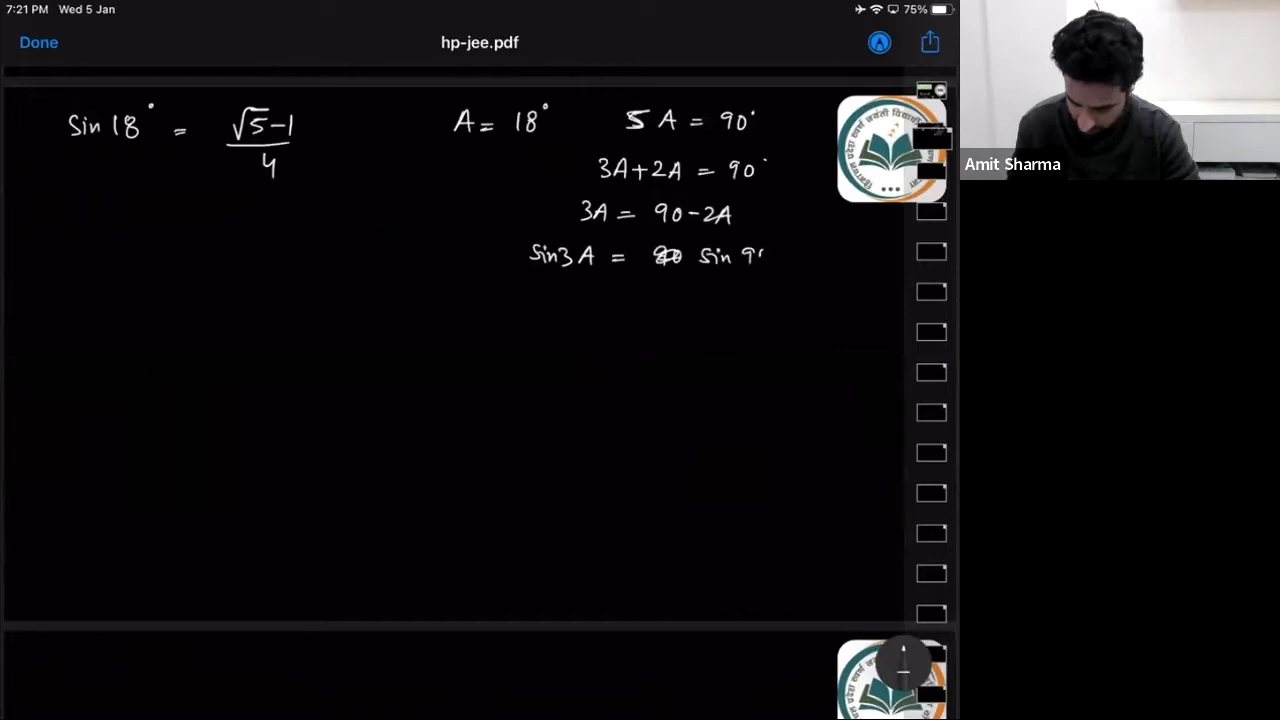 7:21 PM Wed 5 Jan
75%
Done
hp-jee.pdf
Sin 18° = √5-1 / 4
A = 18°
5A = 90°
3A+2A = 90°
3A = 90-2A
Sin3A = sin 9
Amit Sharma